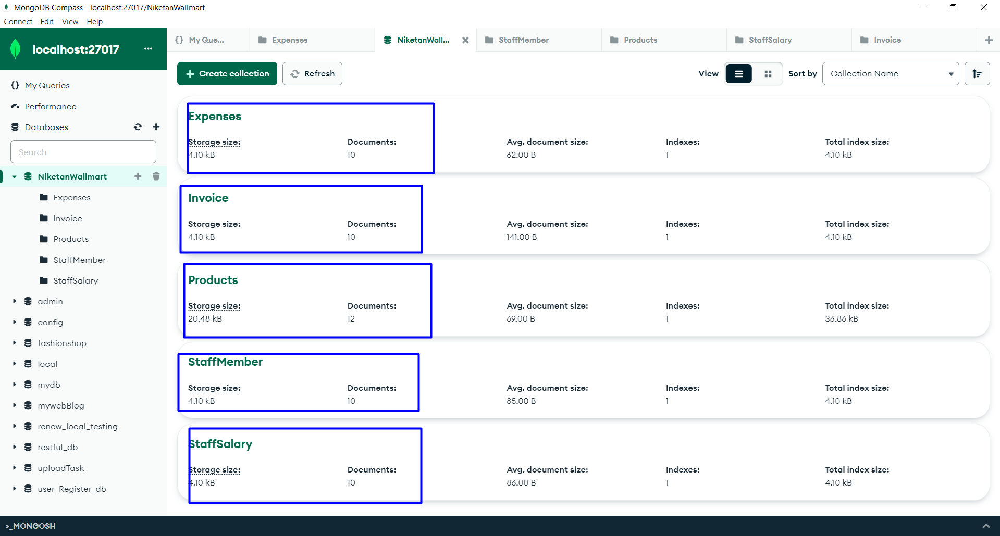 MongoDB Compass - localhost:27017/NiketanWallmart
Connect Edit View Help
localhost:27017 ...
{} My Queries
Performance
Databases
Search
NiketanWallmart
Expenses
Invoice
Products
StaffMember
StaffSalary
admin
config
fashionshop
local
mydb
mywebBlog
renew_local_testing
restful_db
uploadTask
user_Register_db
{} My Que... Expenses NiketanWall... StaffMember Products StaffSalary Invoice
Create collection Refresh View Sort by Collection Name
Expenses
Storage size: Documents: Avg. document size: Indexes: Total index size:
4.10 kB 10 62.00 B 1 4.10 kB
Invoice
Storage size: Documents: Avg. document size: Indexes: Total index size:
4.10 kB 10 141.00 B 1 4.10 kB
Products
Storage size: Documents: Avg. document size: Indexes: Total index size:
20.48 kB 12 69.00 B 1 36.86 kB
StaffMember
Storage size: Documents: Avg. document size: Indexes: Total index size:
4.10 kB 10 85.00 B 1 4.10 kB
StaffSalary
Storage size: Documents: Avg. document size: Indexes: Total index size:
4.10 kB 10 86.00 B 1 4.10 kB
>_MONGOSH